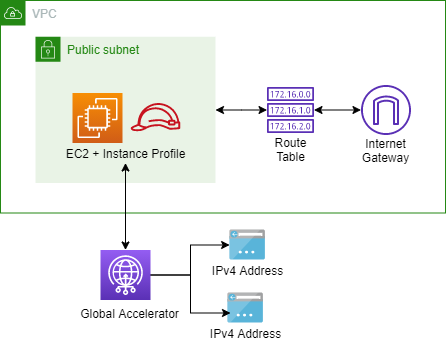 VPC
Public subnet
EC2 + Instance Profile
172.16.0.0
172.16.1.0
172.16.2.0
Route
Table
Internet
Gateway
Global Accelerator
IPv4 Address
IPv4 Address